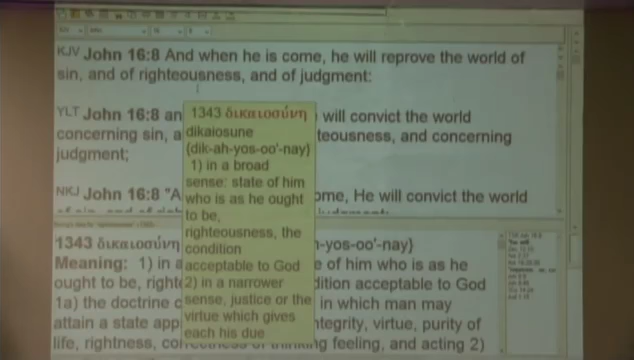 KJV John 16:8 And when he is come, he will reprove the world of
sin, and of righteousness, and of judgment:
YLT John 16:8 an
will convict the world
concerning sin, a
teousness, and concerning
judgment;
NKJ John 16:8 "A
ome, He will convict the world
1343 δικαιοσύνη
dikaiosune
{dik-ah-yos-oo'-nay}
1) in a broad
sense: state of him
who is as he ought
to be,
righteousness, the
condition
acceptable to God
2) in a narrower
sense, justice or the
virtue which gives
each his due
1343 δικαιοσύνη
n-yos-oo'-nay}
Meaning: 1) in a
e of him who is as he
ought to be, righte
dition acceptable to God
1a) the doctrine c
in which man may
attain a state app
ntegrity, virtue, purity of
life, rightness, correctness of thinking feeling, and acting 2)